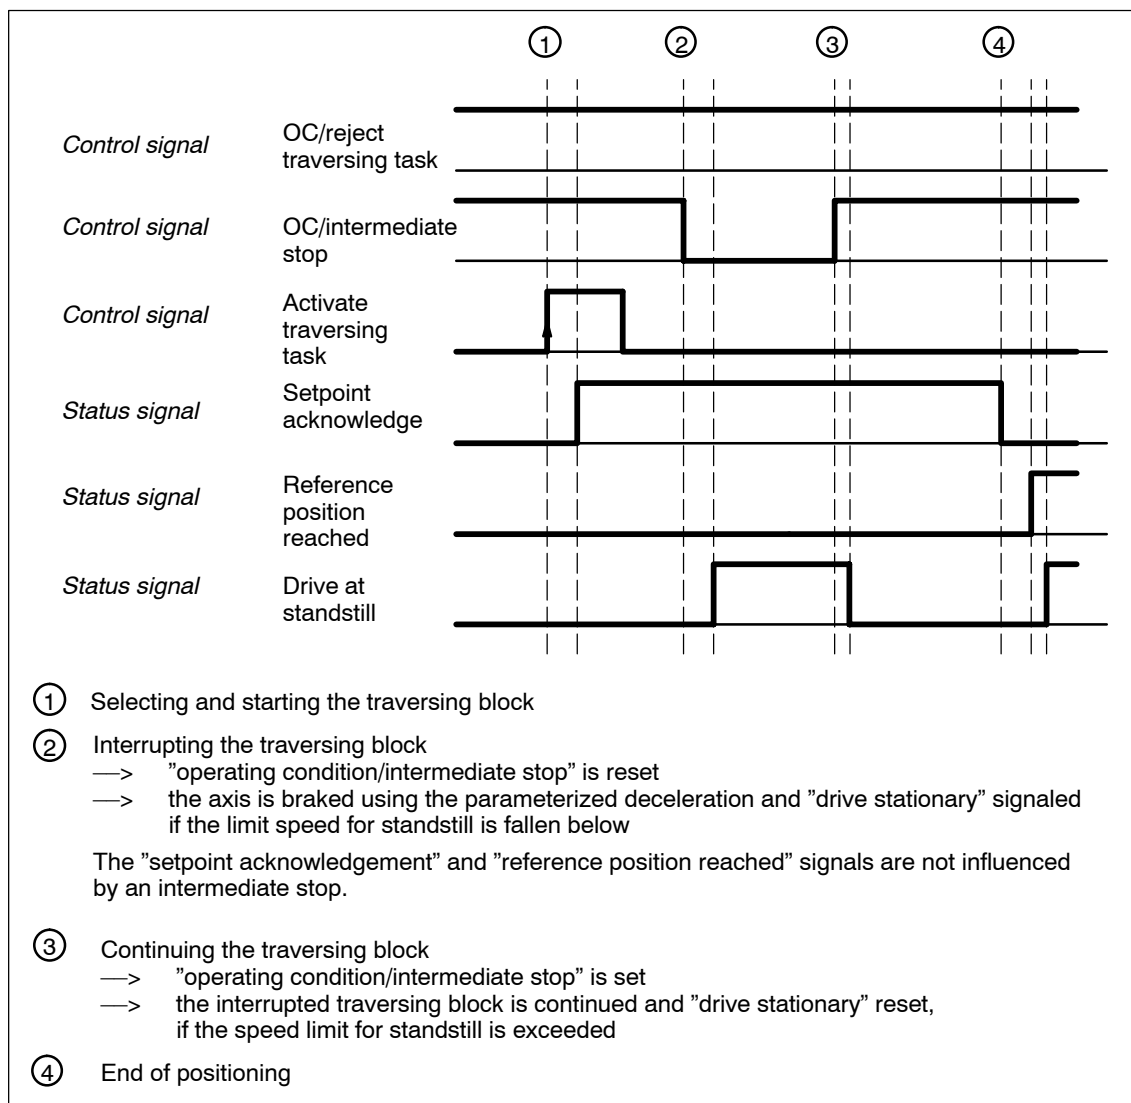 1 2 3 4
Control signal OC/reject
traversing task
Control signal OC/intermediate
stop
Control signal Activate
traversing
task
Status signal Setpoint
acknowledge
Status signal Reference
position
reached
Status signal Drive at
standstill
1 Selecting and starting the traversing block
2 Interrupting the traversing block
—> ”operating condition/intermediate stop” is reset
—> the axis is braked using the parameterized deceleration and ”drive stationary” signaled
if the limit speed for standstill is fallen below
The ”setpoint acknowledgement” and ”reference position reached” signals are not influenced
by an intermediate stop.
3 Continuing the traversing block
—> ”operating condition/intermediate stop” is set
—> the interrupted traversing block is continued and ”drive stationary” reset,
if the speed limit for standstill is exceeded
4 End of positioning